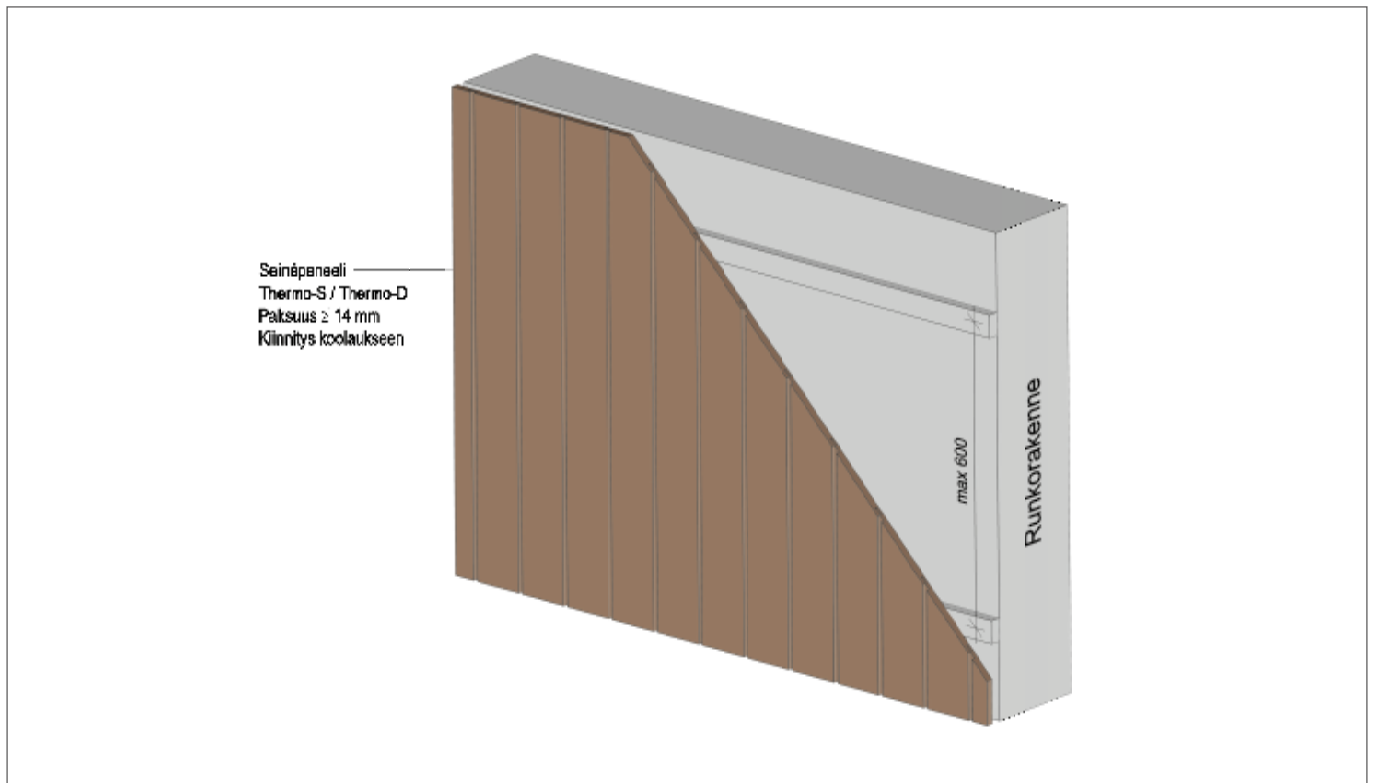 Seinäpaneeli
Thermo-S / Thermo-D
Paksuus ≥ 14 mm
Kiinnitys koolaukseen
max 600
Runkorakenne